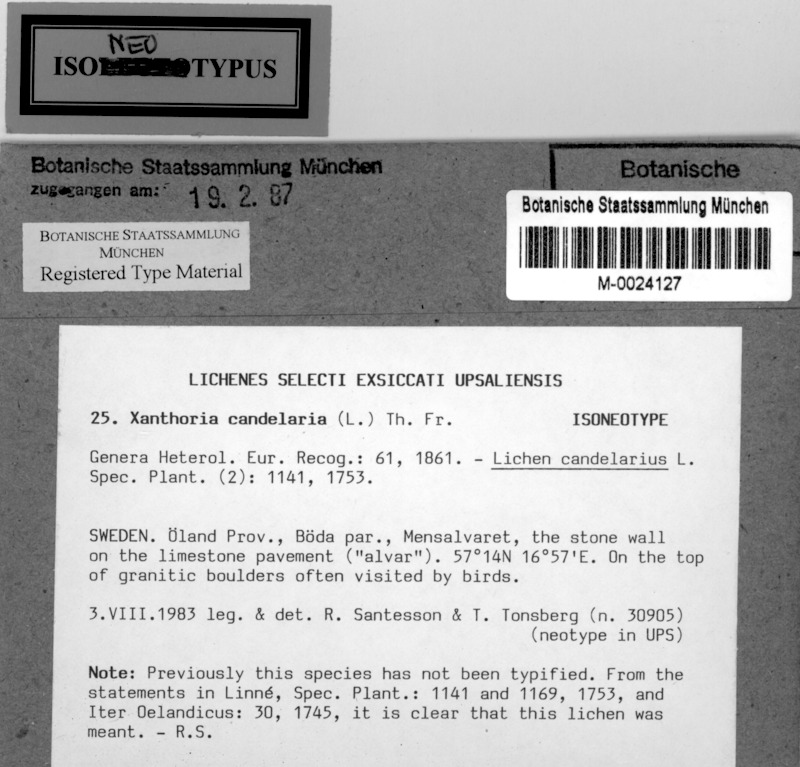 NEO
ISO TYPUS
Botanische Staatssammlung München
zugegangen am: 19. 2. 87
Botanische
BOTANISCHE STAATSSAMMLUNG
MÜNCHEN
Registered Type Material
Botanische Staatssammlung München
M-0024127
LICHENES SELECTI EXSICCATI UPSALIENSIS
25. Xanthoria candelaria (L.) Th. Fr. ISONEOTYPE
Genera Heterol. Eur. Recog.: 61, 1861. - Lichen candelarius L.
Spec. Plant. (2): 1141, 1753.
SWEDEN. Öland Prov., Böda par., Mensalvaret, the stone wall
on the limestone pavement ("alvar"). 57°14N 16°57'E. On the top
of granitic boulders often visited by birds.
3.VIII.1983 leg. & det. R. Santesson & T. Tonsberg (n. 30905)
(neotype in UPS)
Note: Previously this species has not been typified. From the
statements in Linné, Spec. Plant.: 1141 and 1169, 1753, and
Iter Oelandicus: 30, 1745, it is clear that this lichen was
meant. - R.S.